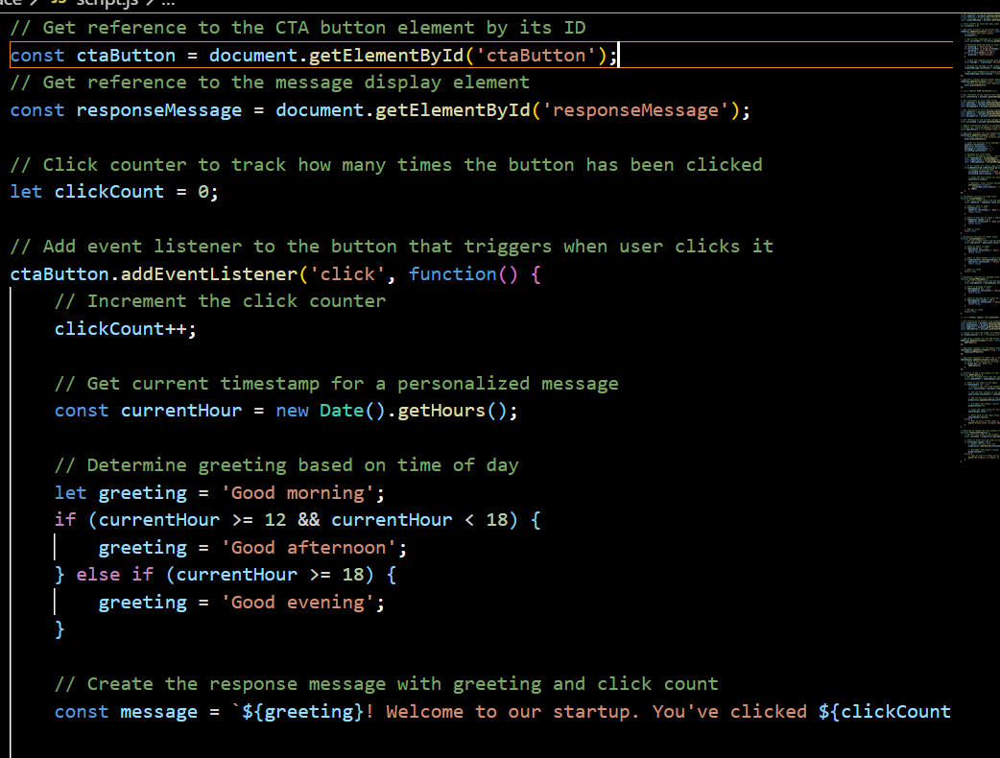 script.js > ...
// Get reference to the CTA button element by its ID
const ctaButton = document.getElementById('ctaButton');
// Get reference to the message display element
const responseMessage = document.getElementById('responseMessage');
// Click counter to track how many times the button has been clicked
let clickCount = 0;
// Add event listener to the button that triggers when user clicks it
ctaButton.addEventListener('click', function() {
    // Increment the click counter
    clickCount++;
    // Get current timestamp for a personalized message
    const currentHour = new Date().getHours();
    // Determine greeting based on time of day
    let greeting = 'Good morning';
    if (currentHour >= 12 && currentHour < 18) {
        greeting = 'Good afternoon';
    } else if (currentHour >= 18) {
        greeting = 'Good evening';
    }
    // Create the response message with greeting and click count
    const message = `${greeting}! Welcome to our startup. You've clicked ${clickCount